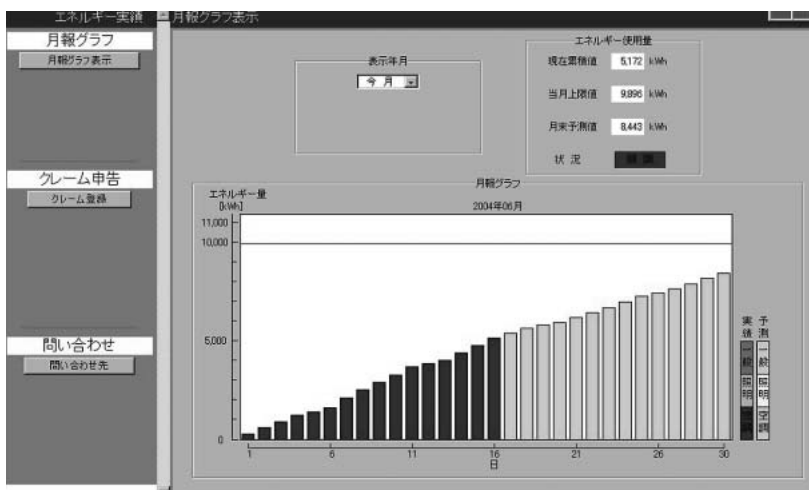 エネルギー実績
月報グラフ表示
月報グラフ
月報グラフ表示
クレーム申告
クレーム登録
問い合わせ
問い合わせ先
表示年月
今月
エネルギー使用量
現在累積値 5,172 kWh
当月上限値 9,896 kWh
月末予測値 8,443 kWh
状況
月報グラフ
エネルギー量
[kWh]
2004年06月
11,000
10,000
5,000
0
1 6 11 16 21 26 30
日
実績 予測
一般 一般
照明 照明
空調 空調